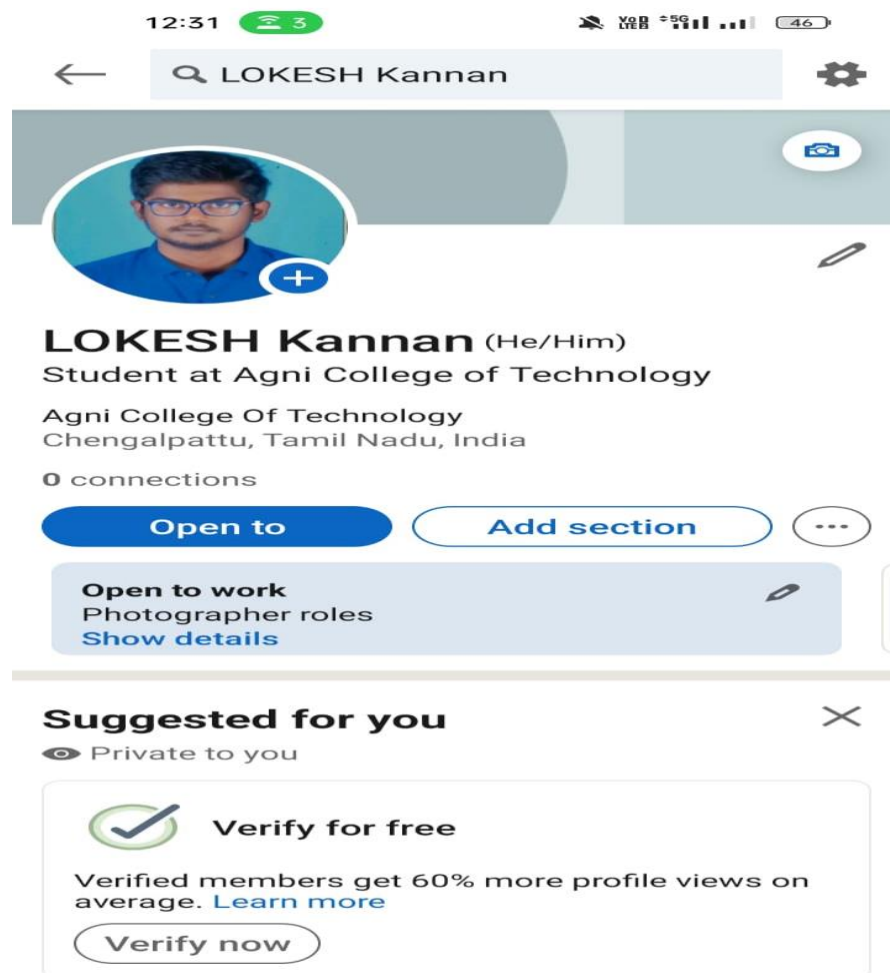 12:31 3 VoD LTE2 5G 46
LOKESH Kannan
LOKESH Kannan (He/Him)
Student at Agni College of Technology
Agni College Of Technology
Chengalpattu, Tamil Nadu, India
0 connections
Open to Add section
Open to work
Photographer roles
Show details
Suggested for you
Private to you
Verify for free
Verified members get 60% more profile views on
average. Learn more
Verify now